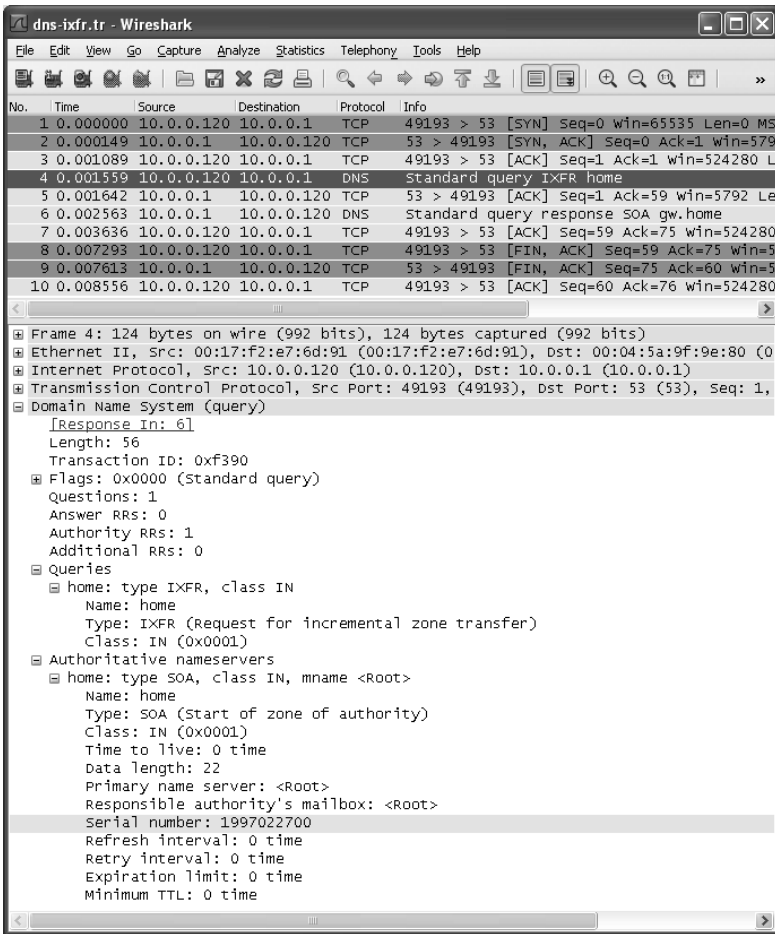 dns-ixfr.tr - Wireshark
File Edit View Go Capture Analyze Statistics Telephony Tools Help
»
No. Time Source Destination Protocol Info
1 0.000000 10.0.0.120 10.0.0.1 TCP 49193 > 53 [SYN] Seq=0 Win=65535 Len=0 MS
2 0.000149 10.0.0.1 10.0.0.120 TCP 53 > 49193 [SYN, ACK] Seq=0 Ack=1 Win=579
3 0.001089 10.0.0.120 10.0.0.1 TCP 49193 > 53 [ACK] Seq=1 Ack=1 Win=524280 L
4 0.001559 10.0.0.120 10.0.0.1 DNS Standard query IXFR home
5 0.001642 10.0.0.1 10.0.0.120 TCP 53 > 49193 [ACK] Seq=1 Ack=59 Win=5792 Le
6 0.002563 10.0.0.1 10.0.0.120 DNS Standard query response SOA gw.home
7 0.003636 10.0.0.120 10.0.0.1 TCP 49193 > 53 [ACK] Seq=59 Ack=75 Win=524280
8 0.007293 10.0.0.120 10.0.0.1 TCP 49193 > 53 [FIN, ACK] Seq=59 Ack=75 Win=5
9 0.007613 10.0.0.1 10.0.0.120 TCP 53 > 49193 [FIN, ACK] Seq=75 Ack=60 Win=5
10 0.008556 10.0.0.120 10.0.0.1 TCP 49193 > 53 [ACK] Seq=60 Ack=76 Win=524280
Frame 4: 124 bytes on wire (992 bits), 124 bytes captured (992 bits)
Ethernet II, Src: 00:17:f2:e7:6d:91 (00:17:f2:e7:6d:91), Dst: 00:04:5a:9f:9e:80 (0
Internet Protocol, Src: 10.0.0.120 (10.0.0.120), Dst: 10.0.0.1 (10.0.0.1)
Transmission Control Protocol, Src Port: 49193 (49193), Dst Port: 53 (53), Seq: 1,
Domain Name System (query)
[Response In: 6]
Length: 56
Transaction ID: 0xf390
Flags: 0x0000 (Standard query)
Questions: 1
Answer RRs: 0
Authority RRs: 1
Additional RRs: 0
Queries
home: type IXFR, class IN
Name: home
Type: IXFR (Request for incremental zone transfer)
Class: IN (0x0001)
Authoritative nameservers
home: type SOA, class IN, mname <Root>
Name: home
Type: SOA (Start of zone of authority)
Class: IN (0x0001)
Time to live: 0 time
Data length: 22
Primary name server: <Root>
Responsible authority's mailbox: <Root>
Serial number: 1997022700
Refresh interval: 0 time
Retry interval: 0 time
Expiration limit: 0 time
Minimum TTL: 0 time